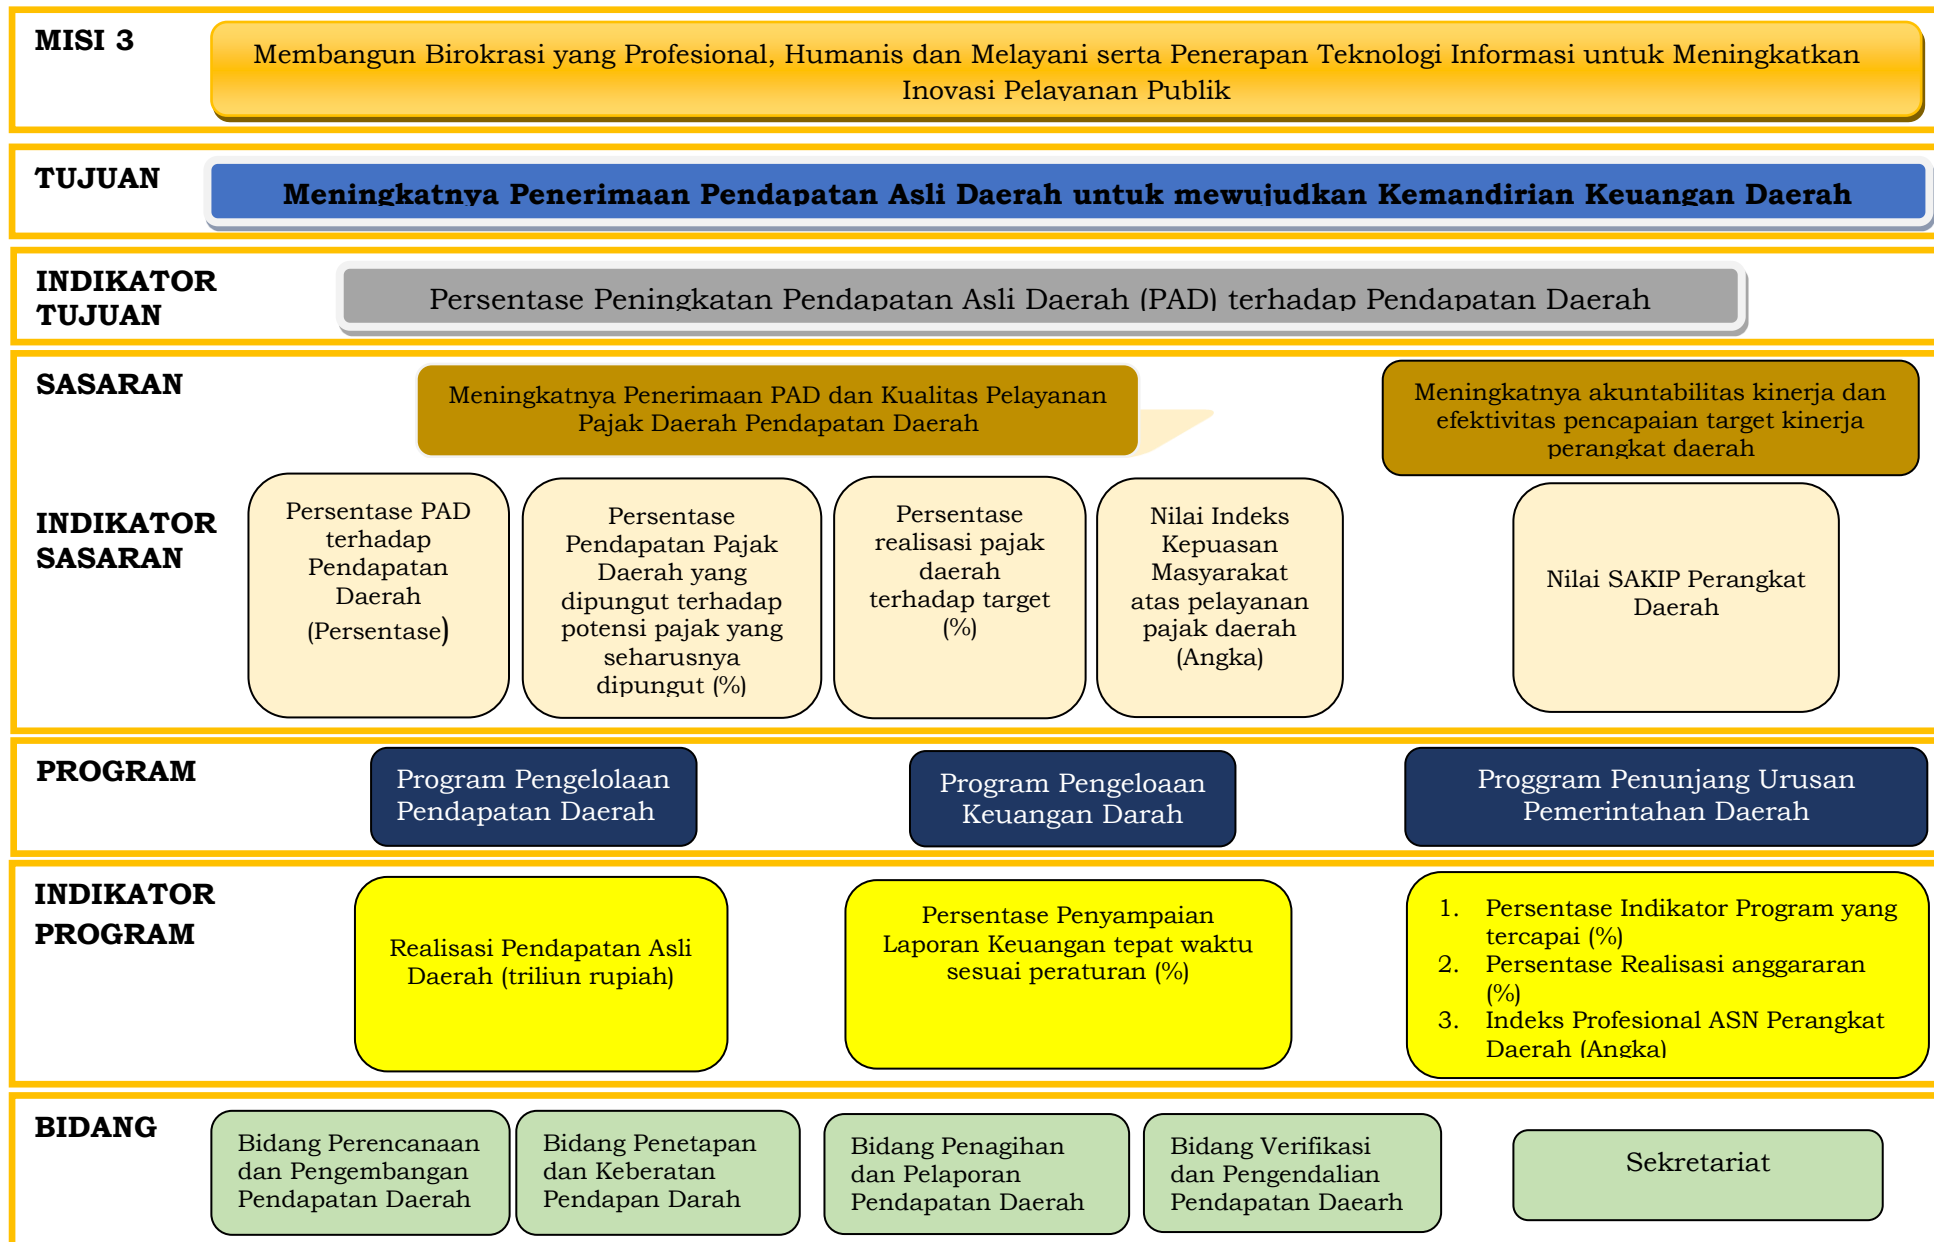 MISI 3
Membangun Birokrasi yang Profesional, Humanis dan Melayani serta Penerapan Teknologi Informasi untuk Meningkatkan
Inovasi Pelayanan Publik
TUJUAN
Meningkatnya Penerimaan Pendapatan Asli Daerah untuk mewujudkan Kemandirian Keuangan Daerah
INDIKATOR
TUJUAN
Persentase Peningkatan Pendapatan Asli Daerah (PAD) terhadap Pendapatan Daerah
SASARAN
Meningkatnya Penerimaan PAD dan Kualitas Pelayanan
Pajak Daerah Pendapatan Daerah
Meningkatnya akuntabilitas kinerja dan
efektivitas pencapaian target kinerja
perangkat daerah
INDIKATOR
SASARAN
Persentase PAD
terhadap
Pendapatan
Daerah
(Persentase)
Persentase
Pendapatan Pajak
Daerah yang
dipungut terhadap
potensi pajak yang
seharusnya
dipungut (%)
Persentase
realisasi pajak
daerah
terhadap target
(%)
Nilai Indeks
Kepuasan
Masyarakat
atas pelayanan
pajak daerah
(Angka)
Nilai SAKIP Perangkat
Daerah
PROGRAM
Program Pengelolaan
Pendapatan Daerah
Program Pengeloaan
Keuangan Darah
Proggram Penunjang Urusan
Pemerintahan Daerah
INDIKATOR
PROGRAM
Realisasi Pendapatan Asli
Daerah (triliun rupiah)
Persentase Penyampaian
Laporan Keuangan tepat waktu
sesuai peraturan (%)
1. Persentase Indikator Program yang
tercapai (%)
2. Persentase Realisasi anggararan
(%)
3. Indeks Profesional ASN Perangkat
Daerah (Angka)
BIDANG
Bidang Perencanaan
dan Pengembangan
Pendapatan Daerah
Bidang Penetapan
dan Keberatan
Pendapan Darah
Bidang Penagihan
dan Pelaporan
Pendapatan Daerah
Bidang Verifikasi
dan Pengendalian
Pendapatan Daearh
Sekretariat